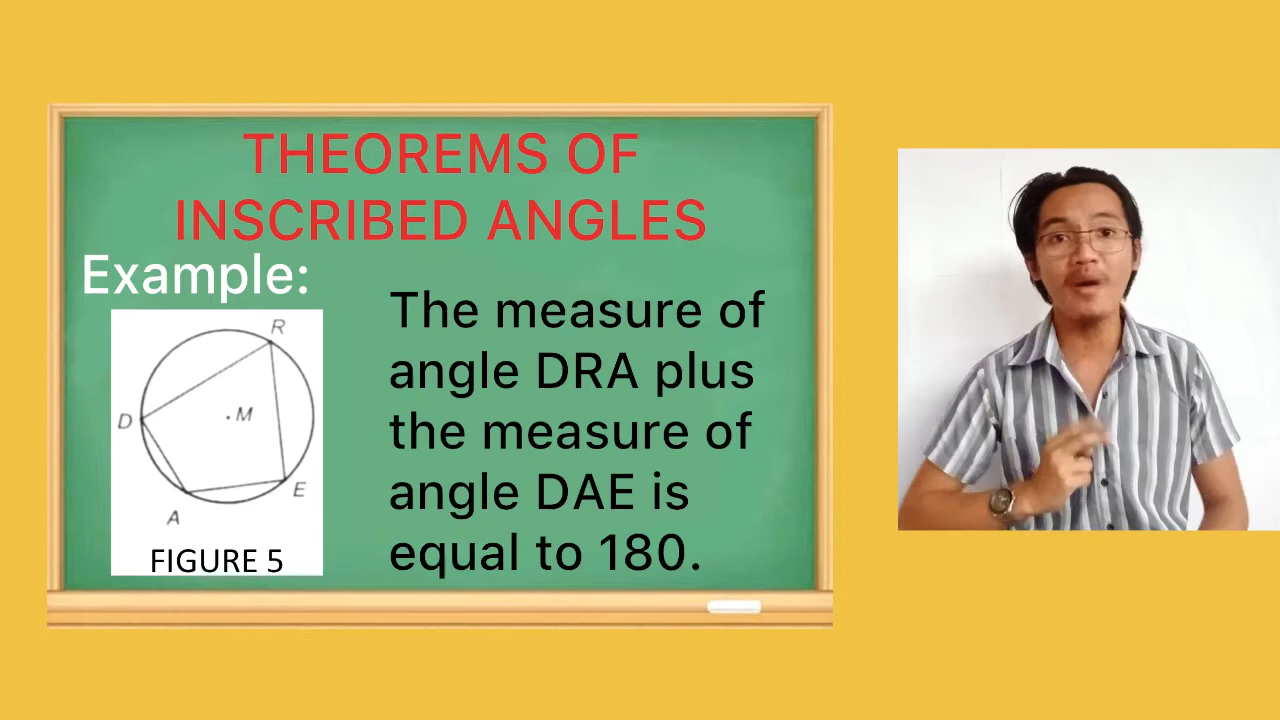 THEOREMS OF
INSCRIBED ANGLES
Example:
R
D
M
E
A
FIGURE 5
The measure of
angle DRA plus
the measure of
angle DAE is
equal to 180.